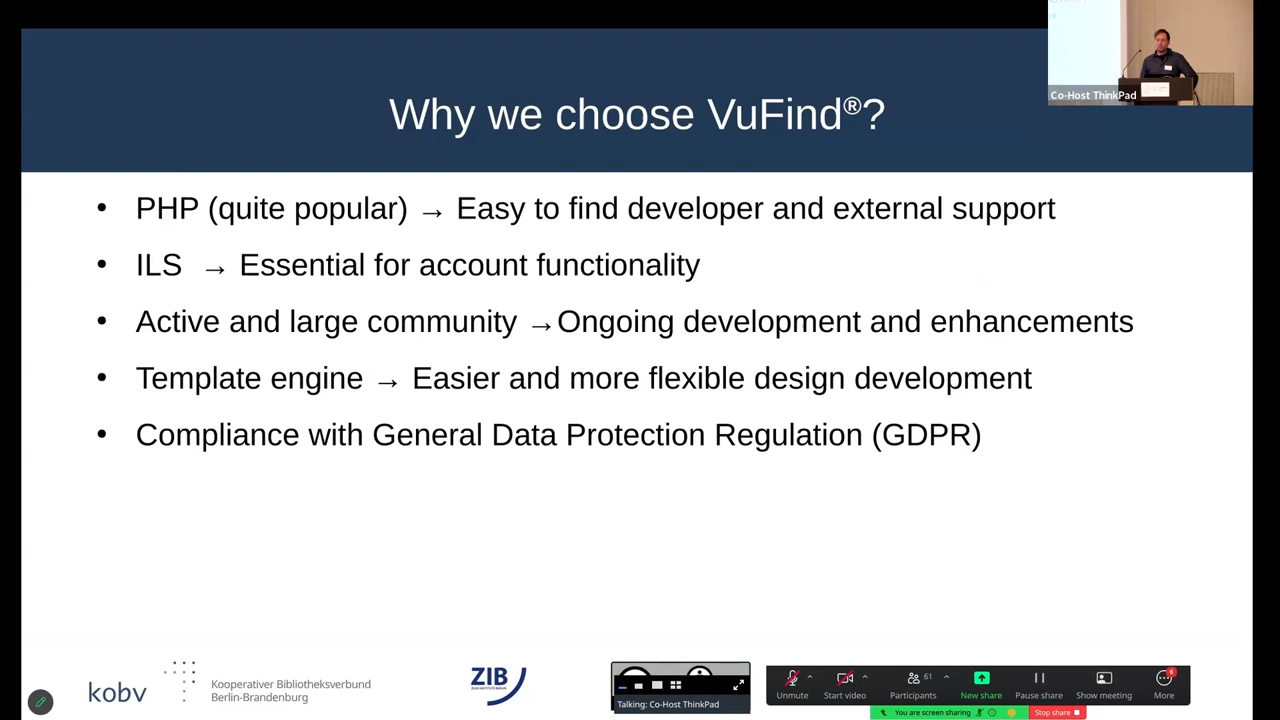 Co-Host ThinkPad
Why we choose VuFind®?
• PHP (quite popular) → Easy to find developer and external support
• ILS → Essential for account functionality
• Active and large community →Ongoing development and enhancements
• Template engine → Easier and more flexible design development
• Compliance with General Data Protection Regulation (GDPR)
kobv
Kooperativer Bibliotheksverbund
Berlin-Brandenburg
ZIB
Talking: Co-Host ThinkPad
Unmute
Start video
61
Participants
New share
Pause share
Show meeting
6
More
You are screen sharing
Stop share